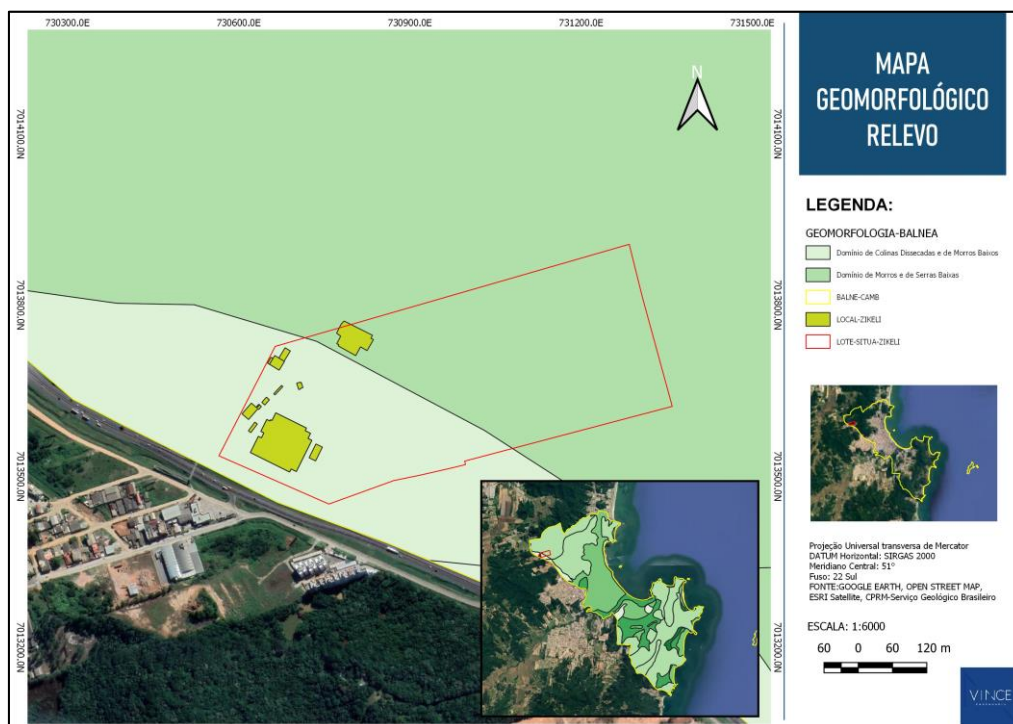 730300.0E 730600.0E 730900.0E 731200.0E 731500.0E
MAPA
GEOMORFOLÓGICO
RELEVO
N
7014100.0N 7014100.0N
7013800.0N 7013800.0N
7013500.0N 7013500.0N
7013200.0N 7013200.0N
LEGENDA:
GEOMORFOLOGIA-BALNEA
Domínio de Colinas Dissecadas e de Morros Baixos
Domínio de Morros e de Serras Baixas
BALNE-CAMB
LOCAL-ZIKELI
LOTE-SITUA-ZIKELI
Projeção Universal transversa de Mercator
DATUM Horizontal: SIRGAS 2000
Meridiano Central: 51º
Fuso: 22 Sul
FONTE:GOOGLE EARTH, OPEN STREET MAP,
ESRI Satellite, CPRM-Serviço Geológico Brasileiro
ESCALA: 1:6000
60 0 60 120 m
VINCE